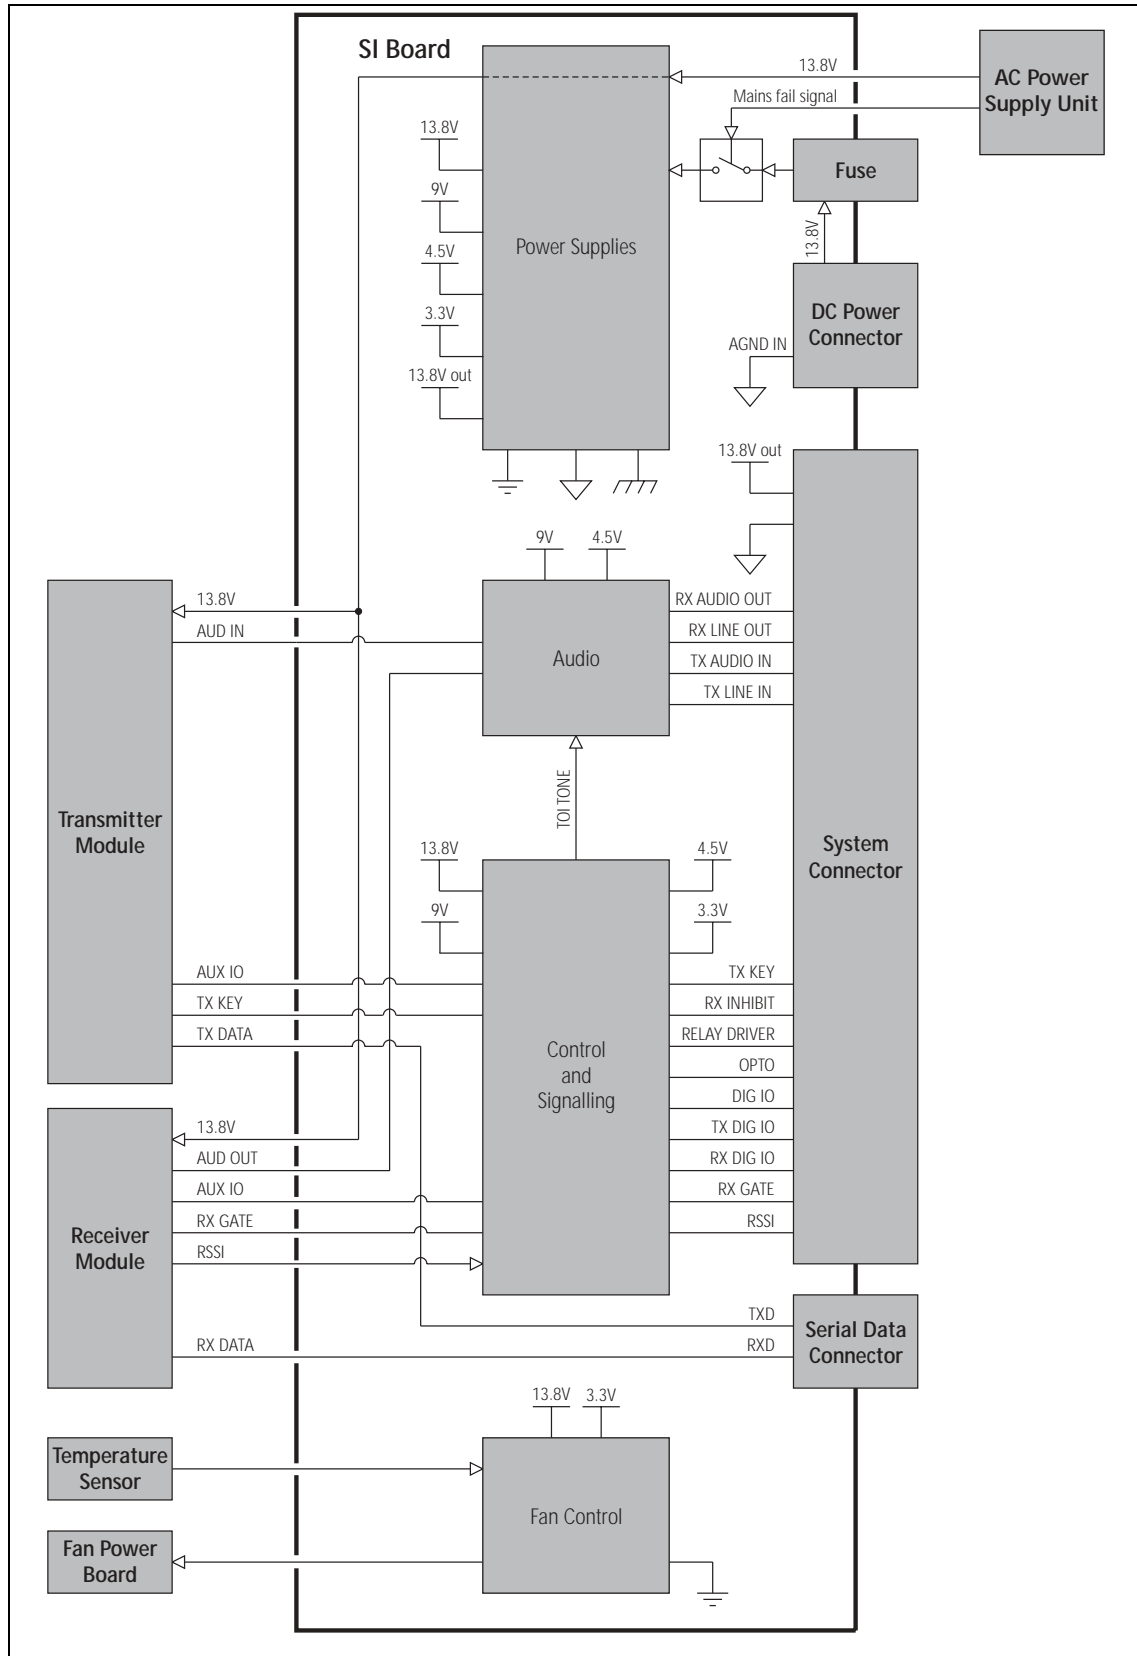 SI Board
13.8V
AC Power
Supply Unit
Mains fail signal
13.8V
Fuse
9V
13.8V
4.5V
Power Supplies
3.3V
DC Power
Connector
AGND IN
13.8V out
13.8V out
9V
4.5V
13.8V
RX AUDIO OUT
AUD IN
RX LINE OUT
Audio
TX AUDIO IN
TX LINE IN
TOI TONE
Transmitter
Module
System
Connector
13.8V
4.5V
9V
3.3V
AUX IO
TX KEY
TX KEY
RX INHIBIT
TX DATA
RELAY DRIVER
Control
and
Signalling
OPTO
DIG IO
13.8V
TX DIG IO
AUD OUT
RX DIG IO
AUX IO
RX GATE
RX GATE
RSSI
Receiver
Module
RSSI
TXD
Serial Data
Connector
RX DATA
RXD
13.8V
3.3V
Temperature
Sensor
Fan Control
Fan Power
Board